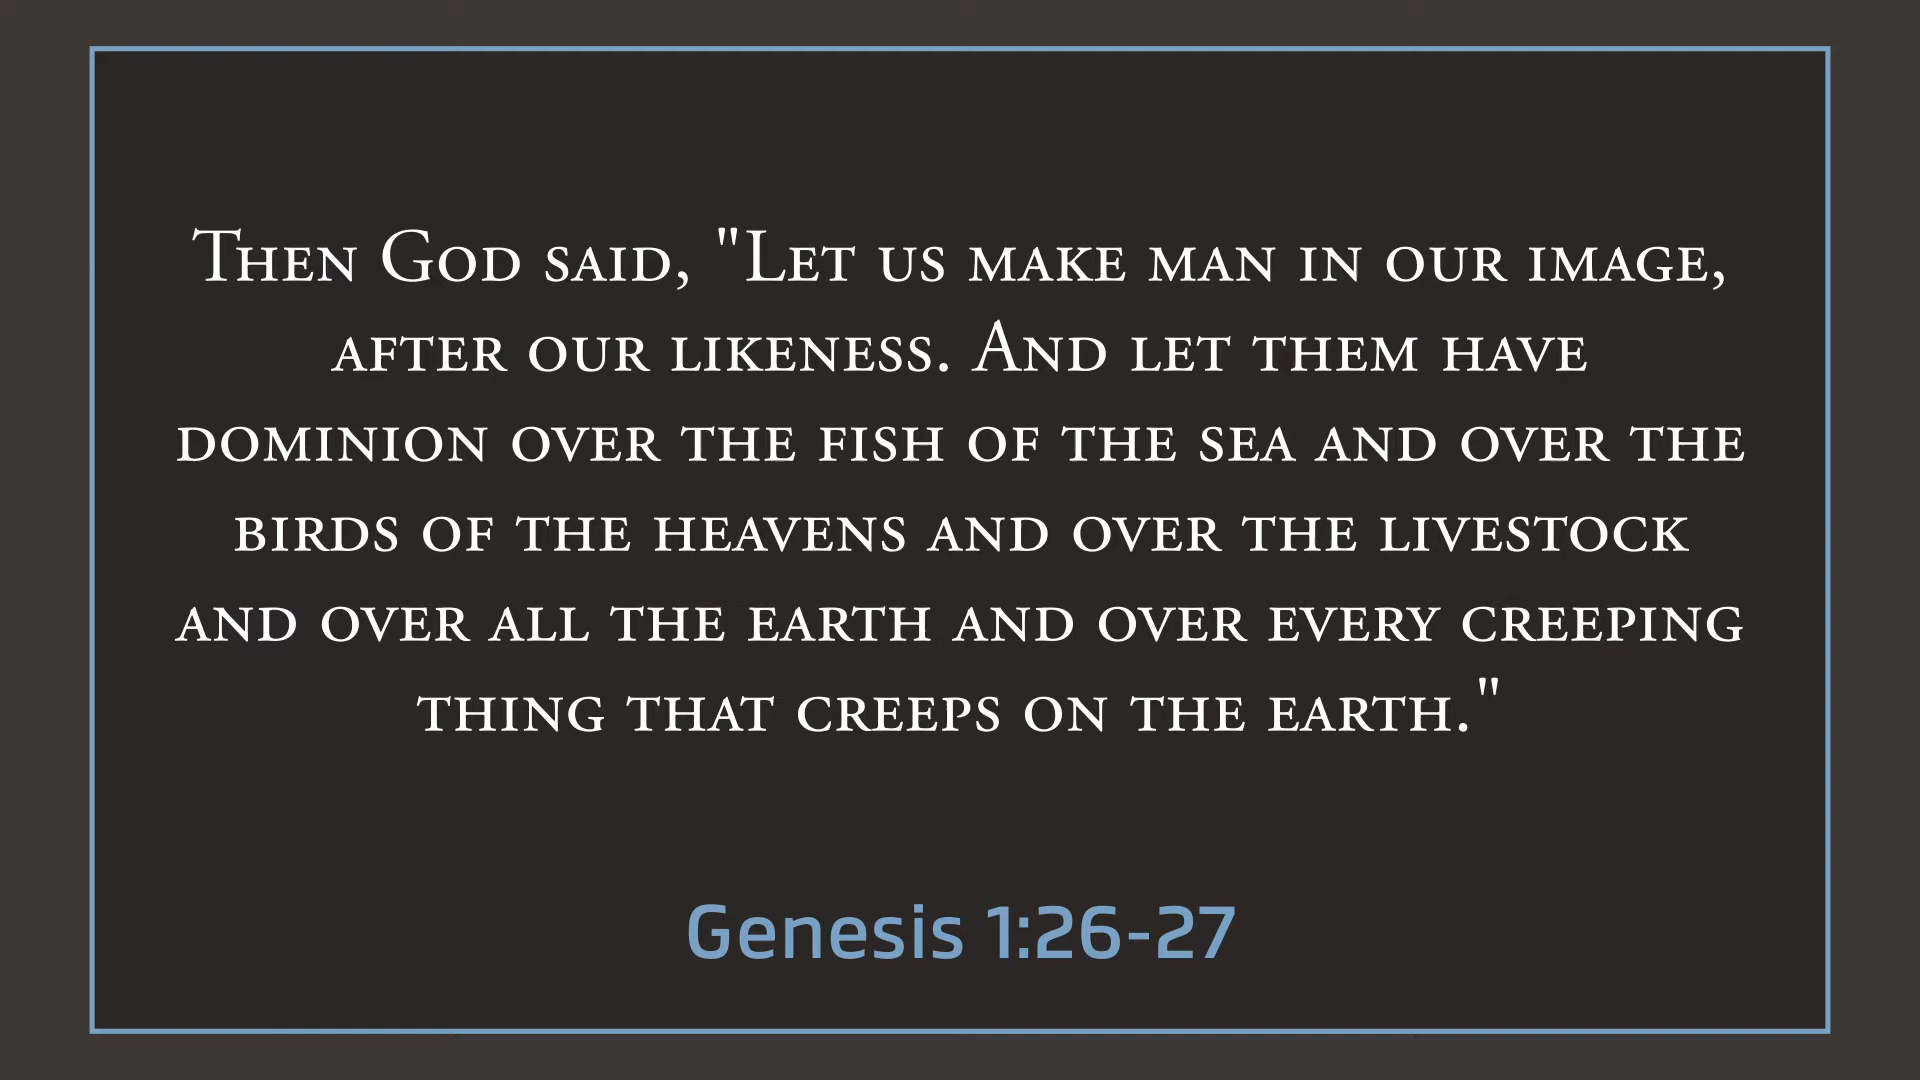 Then God said, "Let us make man in our image,
after our likeness. And let them have
dominion over the fish of the sea and over the
birds of the heavens and over the livestock
and over all the earth and over every creeping
thing that creeps on the earth."
Genesis 1:26-27